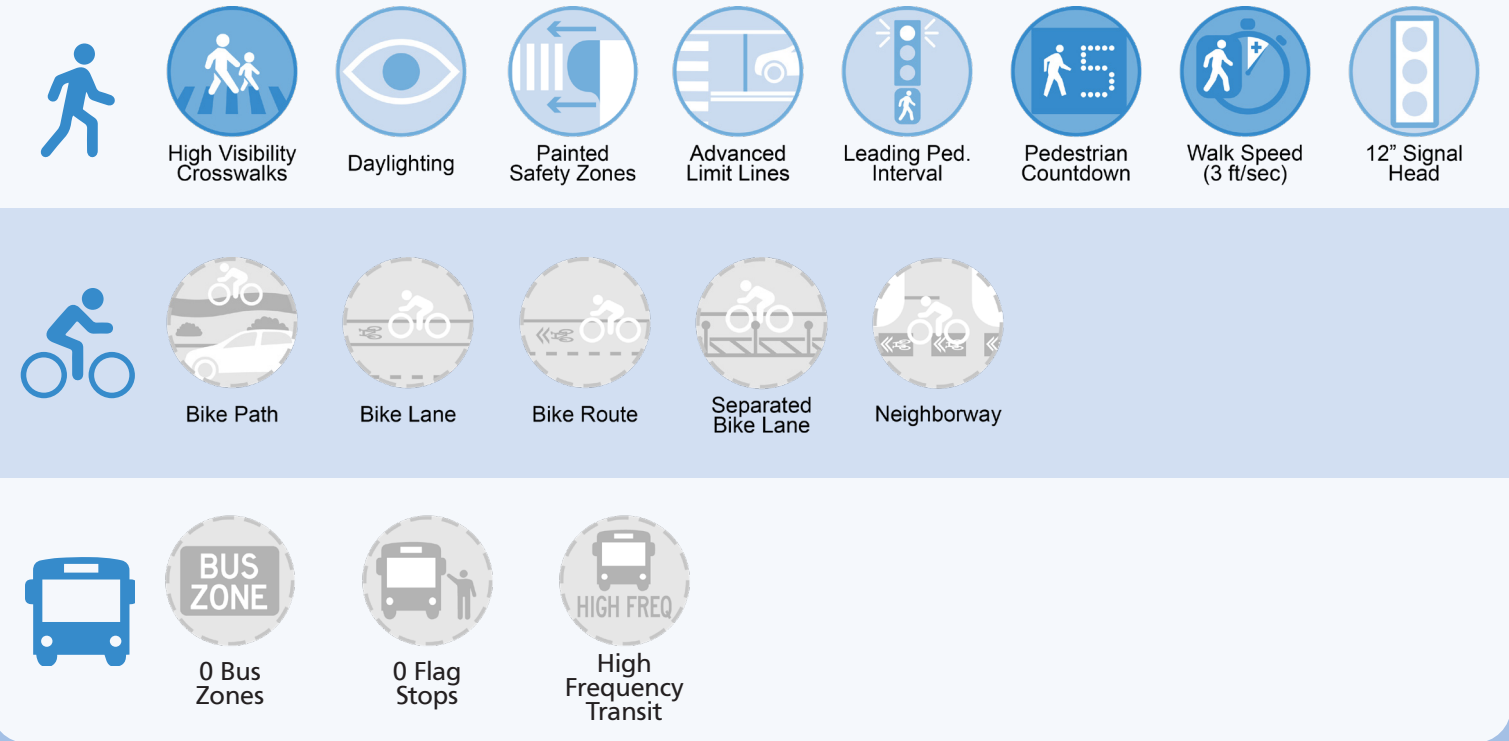 High Visibility
Crosswalks
Daylighting
Painted
Safety Zones
Advanced
Limit Lines
Leading Ped.
Interval
Pedestrian
Countdown
Walk Speed
(3 ft/sec)
12” Signal
Head
Bike Path
Bike Lane
Bike Route
Separated
Bike Lane
Neighborway
BUS
ZONE
0 Bus
Zones
0 Flag
Stops
HIGH FREQ
High
Frequency
Transit